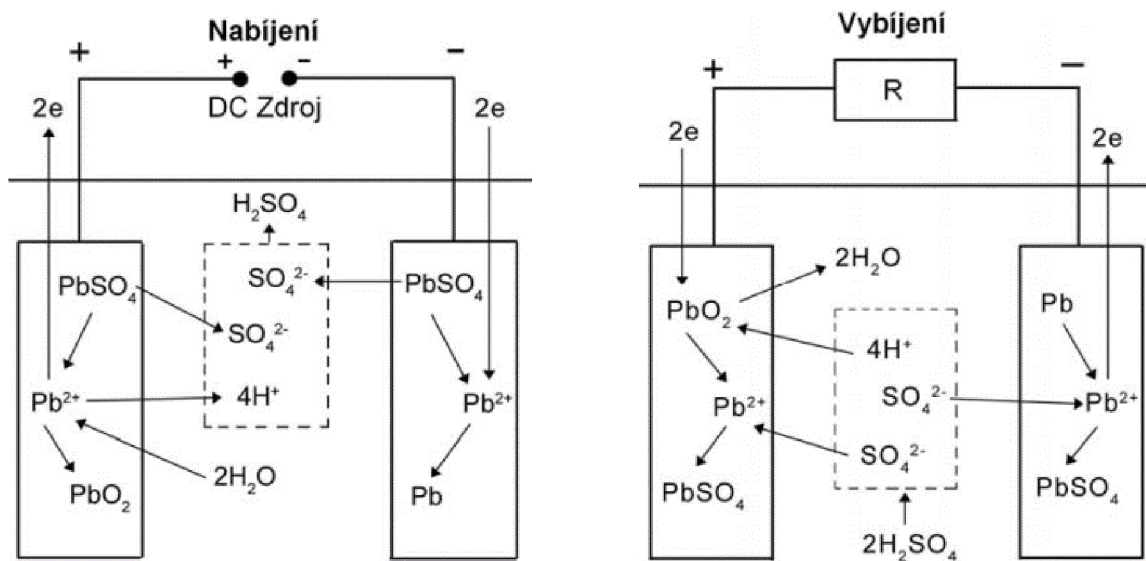 Nabíjení
+ + - −
DC Zdroj
2e 2e
H₂SO₄
PbSO₄ SO₄²⁻ PbSO₄
SO₄²⁻
Pb²⁺ 4H⁺ Pb²⁺
2H₂O
PbO₂ Pb
Vybíjení
+ −
R
2e 2e
2H₂O
PbO₂ Pb
4H⁺
Pb²⁺ SO₄²⁻ Pb²⁺
SO₄²⁻
PbSO₄ PbSO₄
2H₂SO₄